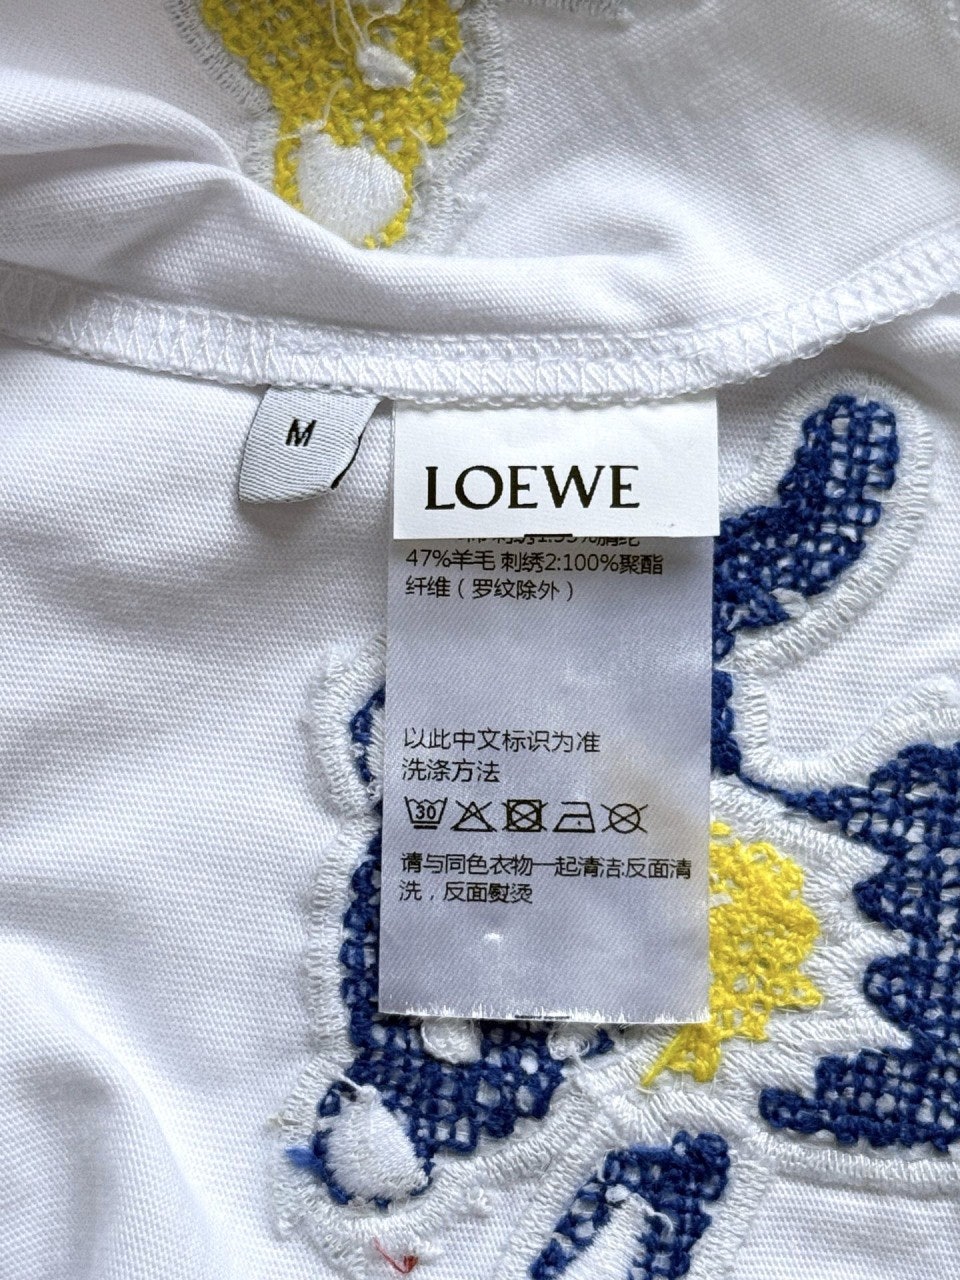 M
LOEWE
47%羊毛 刺绣2:100%聚酯
纤维（罗纹除外）
以此中文标识为准
洗涤方法
30
请与同色衣物一起清洁:反面清
洗，反面熨烫